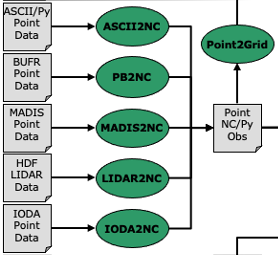 ASCII/Py
Point
Data
ASCII2NC
Point2Grid
BUFR
Point
Data
PB2NC
MADIS
Point
Data
MADIS2NC
Point
NC/Py
Obs
HDF
LIDAR
Data
LIDAR2NC
IODA
Point
Data
IODA2NC